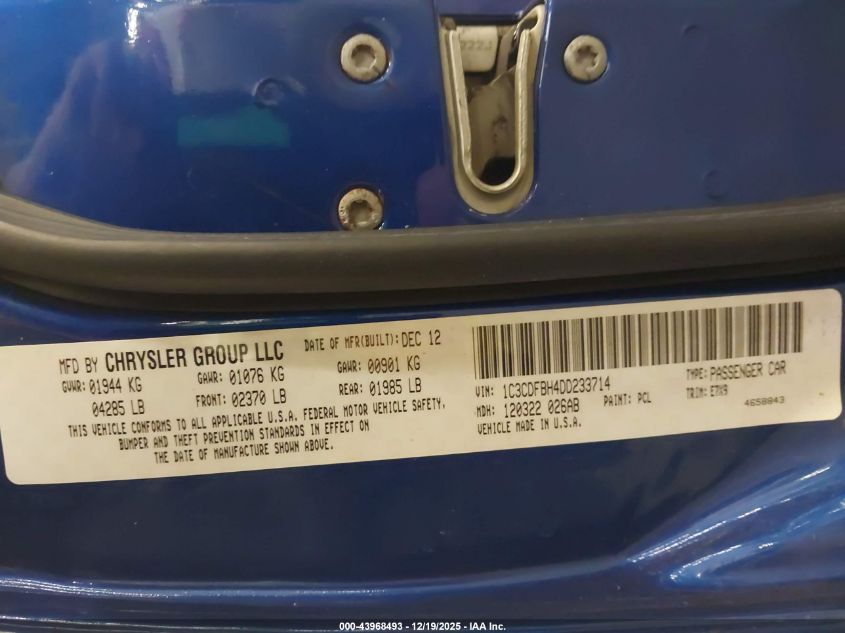 222J
MFD BY CHRYSLER GROUP LLC
DATE OF MFR(BUILT): DEC 12
GVWR: 01944 KG
GAWR: 01076 KG
GAWR: 00901 KG
04285 LB
FRONT: 02370 LB
REAR: 01985 LB
THIS VEHICLE CONFORMS TO ALL APPLICABLE U.S.A. FEDERAL MOTOR VEHICLE SAFETY,
BUMPER AND THEFT PREVENTION STANDARDS IN EFFECT ON
THE DATE OF MANUFACTURE SHOWN ABOVE.
VIN: 1C3CDFBH4DD233714
TYPE: PASSENGER CAR
MDH: 120322 026AB
PAINT: PCL
TRIM: E7X9
VEHICLE MADE IN U.S.A.
4658843
000-43968493 - 12/19/2025 - IAA Inc.